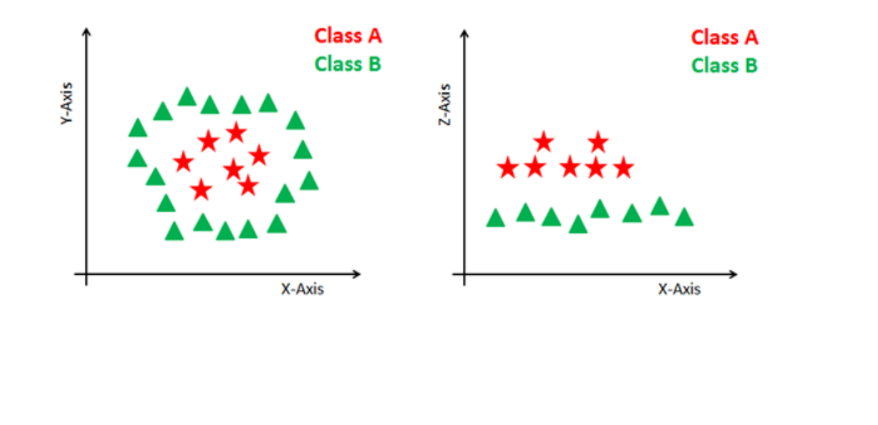 Class A
Class B
Y-Axis
X-Axis
Class A
Class B
Z-Axis
X-Axis